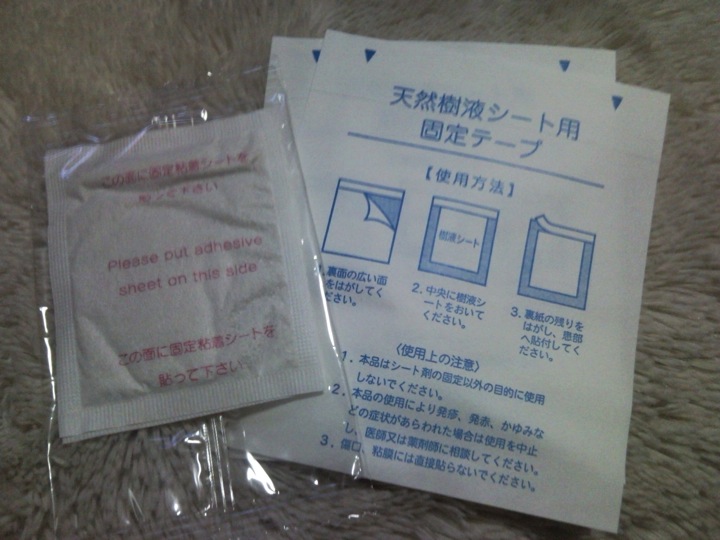 この面に固定粘着シートを
貼って下さい
Please put adhesive
sheet on this side
この面に固定粘着シートを
貼って下さい
天然樹液シート用
固定テープ
【使用方法】
1. 裏面の広い面
をはがしてく
ださい。
樹液シート
2. 中央に樹液シ
ートをおいて
ください。
3. 裏紙の残りを
はがし、患部
へ貼付してく
ださい。
〈使用上の注意〉
1. 本品はシート剤の固定以外の目的に使用
しないでください。
2. 本品の使用により発疹、発赤、かゆみな
どの症状があらわれた場合は使用を中止
し、医師又は薬剤師に相談してください。
3. 傷口、粘膜には直接貼らないでください。